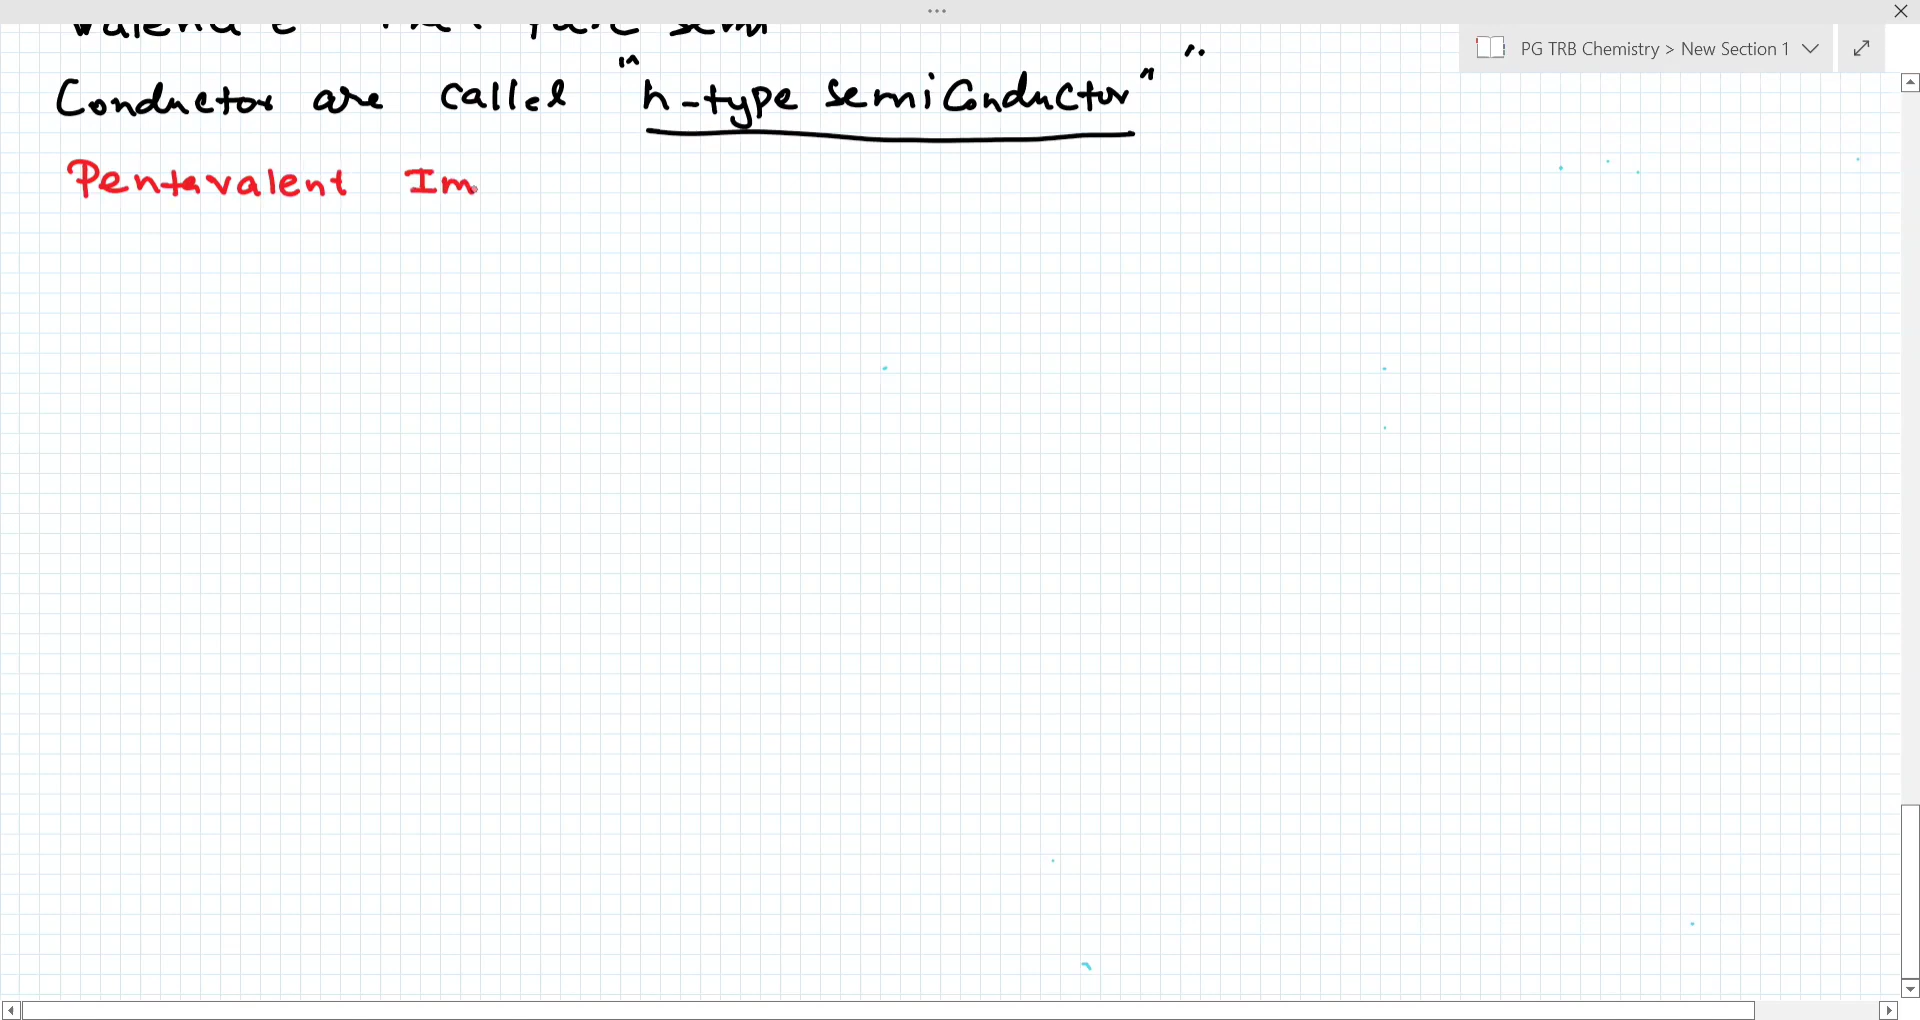 PG TRB Chemistry > New Section 1
Conductor are called "n-type semiConductor"
Pentavalent Im